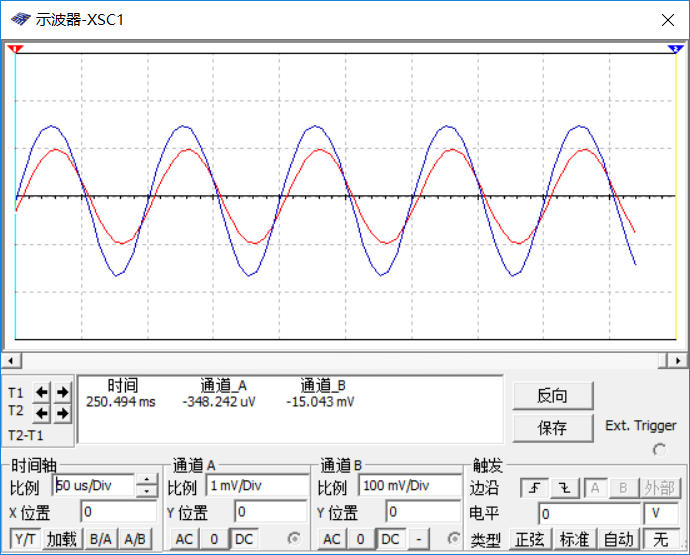 示波器-XSC1
1
2
时间 通道_A 通道_B
T1 250.494 ms -348.242 uV -15.043 mV
T2
T2-T1
反向
保存
Ext. Trigger
时间轴 通道 A 通道 B 触发
比例 50 us/Div 比例 1 mV/Div 比例 100 mV/Div 边沿 A B 外部
X 位置 0 Y 位置 0 Y 位置 0 电平 0 V
Y/T 加载 B/A A/B AC 0 DC AC 0 DC - 类型 正弦 标准 自动 无